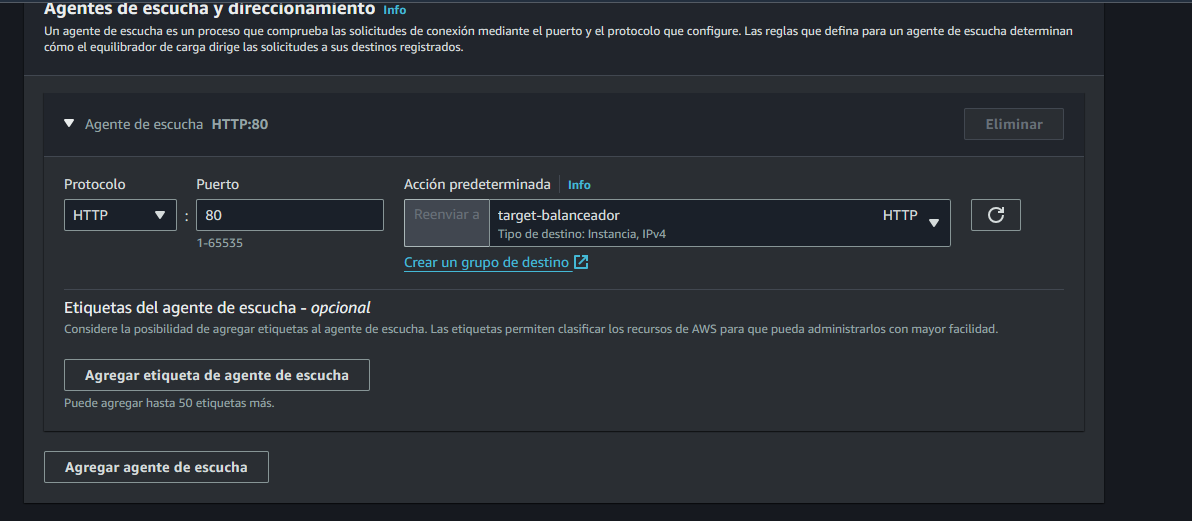 Agentes de escucha y direccionamiento Info
Un agente de escucha es un proceso que comprueba las solicitudes de conexión mediante el puerto y el protocolo que configure. Las reglas que defina para un agente de escucha determinan
cómo el equilibrador de carga dirige las solicitudes a sus destinos registrados.
Agente de escucha HTTP:80
Eliminar
Protocolo
Puerto
Acción predeterminada Info
HTTP
:
80
1-65535
Reenviar a
target-balanceador
HTTP
Tipo de destino: Instancia, IPv4
Crear un grupo de destino
Etiquetas del agente de escucha - opcional
Considere la posibilidad de agregar etiquetas al agente de escucha. Las etiquetas permiten clasificar los recursos de AWS para que pueda administrarlos con mayor facilidad.
Agregar etiqueta de agente de escucha
Puede agregar hasta 50 etiquetas más.
Agregar agente de escucha